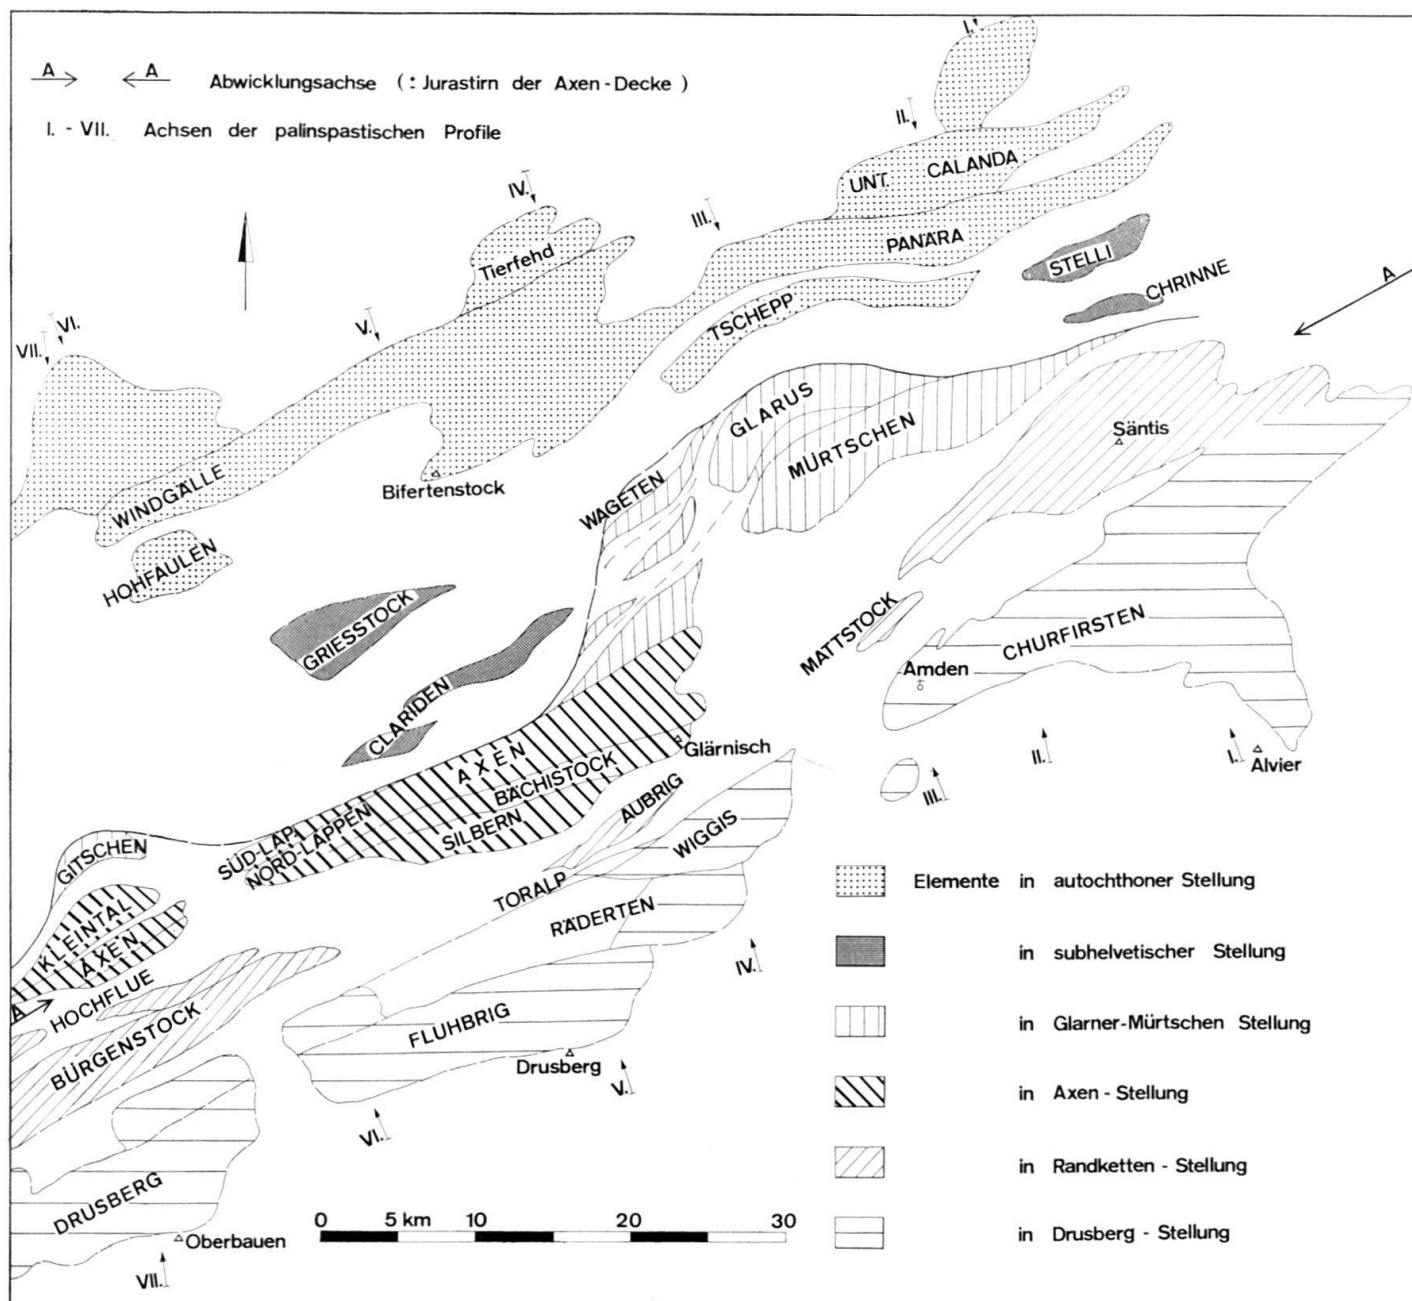 A A Abwicklungsachse (: Jurastirn der Axen-Decke)
I. - VII. Achsen der palinspastischen Profile
I.
II.
III.
IV.
V.
VI.
VII.
UNT. CALANDA
PANÄRA
STELLI
CHRINNE
A
Tierfehd
TSCHEPP
WINDGÄLLE
Bifertenstock
HOHFAULEN
GLARUS
MÜRTSCHEN
WAGETEN
Säntis
GRIESSTOCK
CLARIDEN
MATTSTOCK
Amden
CHURFIRSTEN
AXEN
BÄCHISTOCK
Glärnisch
SÜD-LAP.
NORD-LAPPEN
SILBERN
AUBRIG
WIGGIS
TORALP
RÄDERTEN
GITSCHEN
KLEINTAL
AXEN
A
HOCHFLUE
BÜRGENSTOCK
FLUHBRIG
Drusberg
DRUSBERG
Oberbauen
I.
Alvier
II.
III.
IV.
V.
VI.
VII.
Elemente in autochthoner Stellung
in subhelvetischer Stellung
in Glarner-Mürtschen Stellung
in Axen - Stellung
in Randketten - Stellung
in Drusberg - Stellung
0 5 km 10 20 30